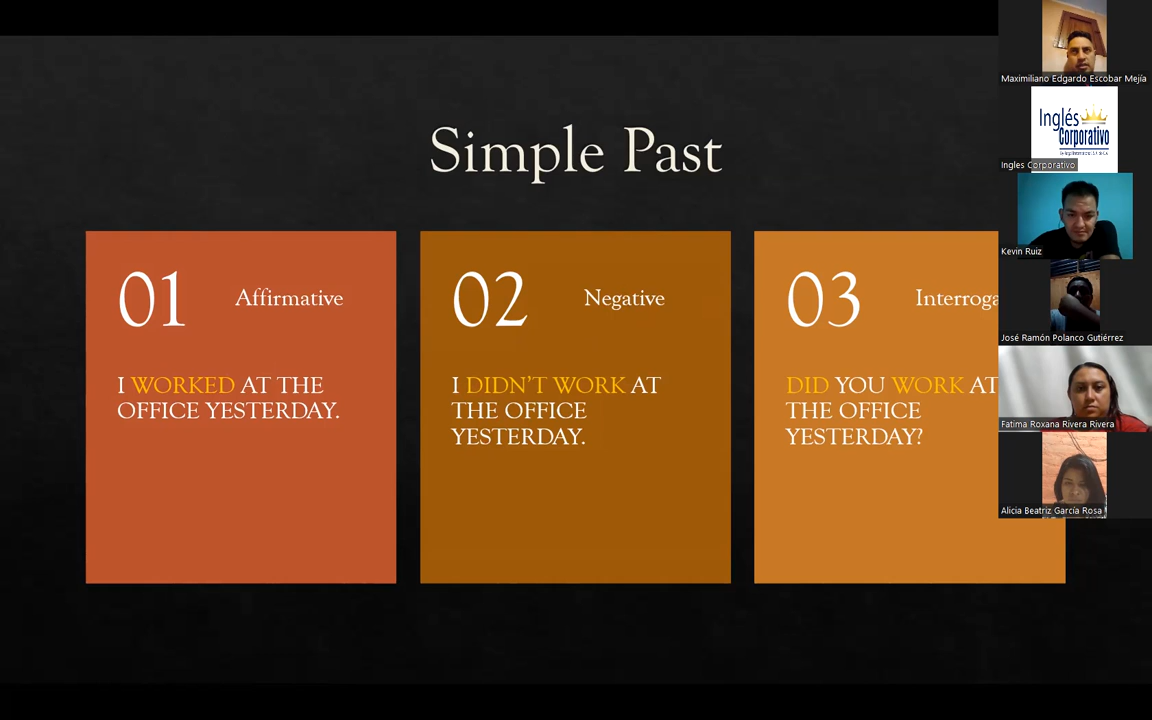 Simple Past
01
Affirmative
I WORKED AT THE
OFFICE YESTERDAY.
02
Negative
I DIDN'T WORK AT
THE OFFICE
YESTERDAY.
03
Interroga
DID YOU WORK AT
THE OFFICE
YESTERDAY?
Maximiliano Edgardo Escobar Mejía
Inglés
Corporativo
Ingles Corporativo
Kevin Ruiz
José Ramón Polanco Gutiérrez
Fatima Roxana Rivera Rivera
Alicia Beatriz García Rosa